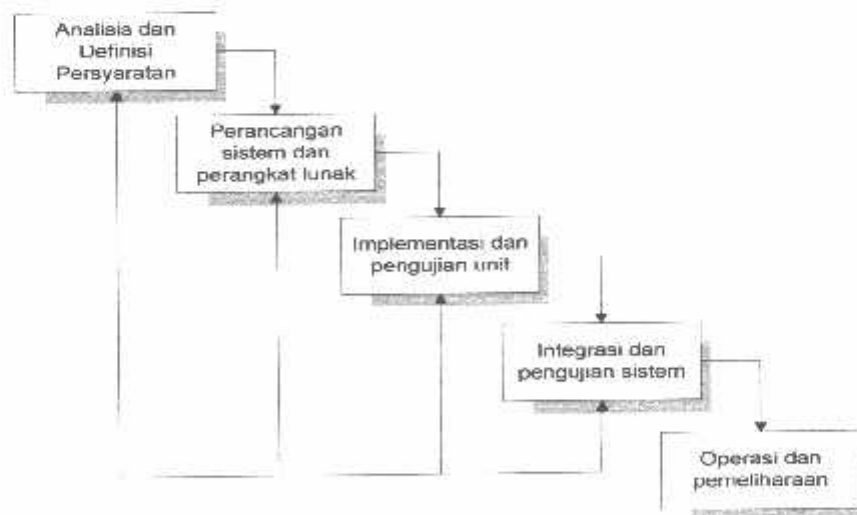 Analisia dan
Definisi
Persyaratan
Perancangan
sistem dan
perangkat lunak
Implementasi dan
pengujian unit
Integrasi dan
pengujian sistem
Operasi dan
pemeliharaan